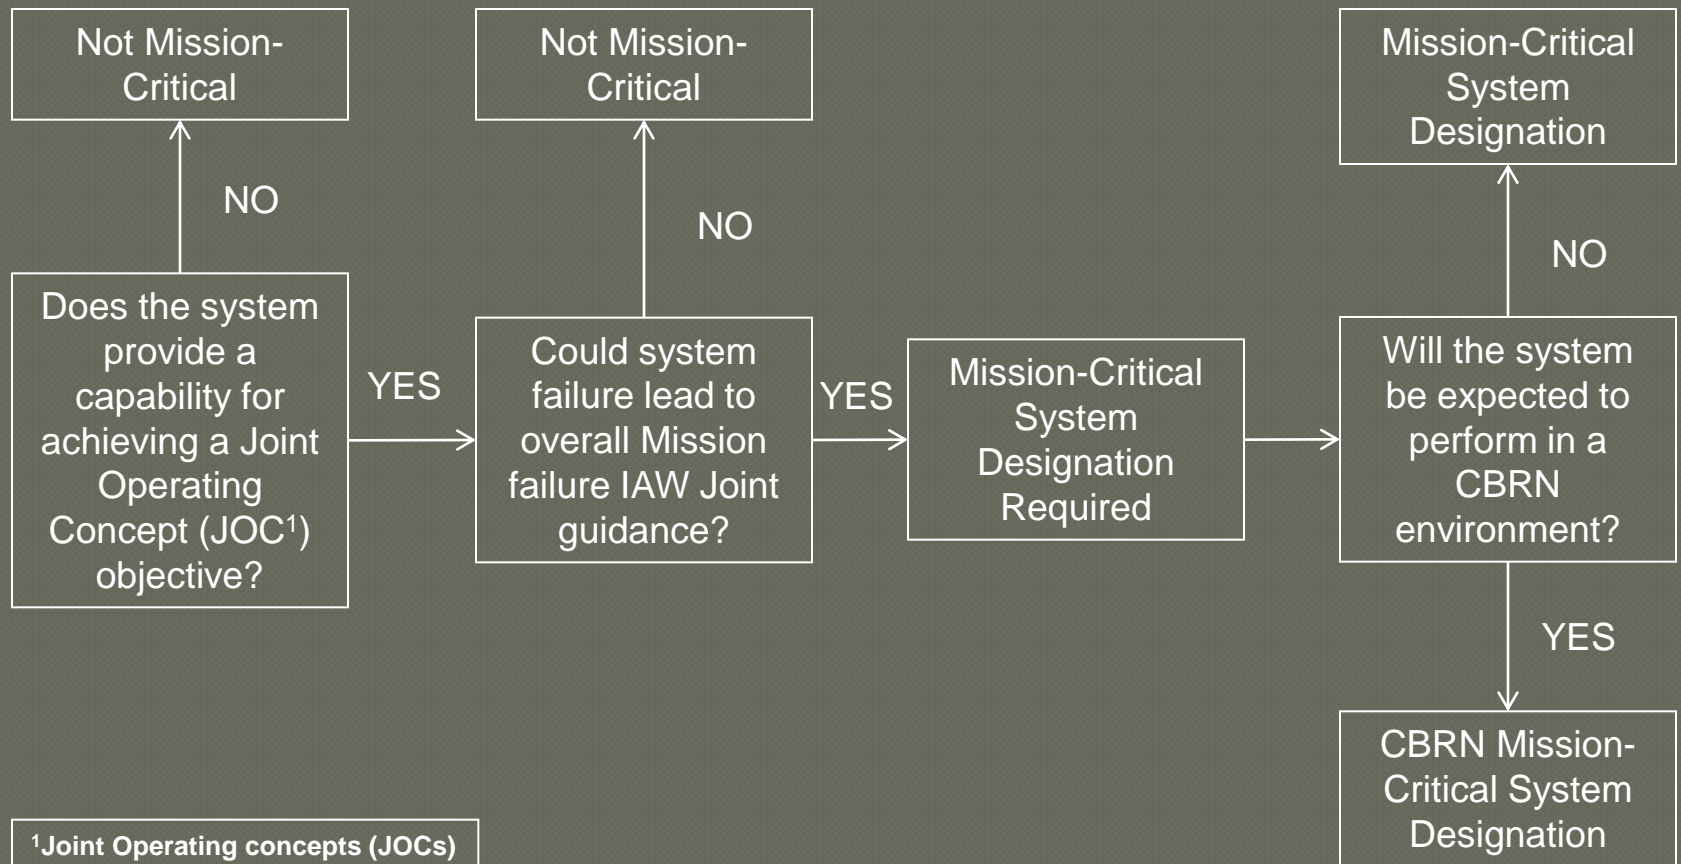 Not Mission-
Critical
Not Mission-
Critical
Mission-Critical
System
Designation
NO
NO
NO
Does the system
provide a
capability for
achieving a Joint
Operating
Concept (JOC¹)
objective?
YES
Could system
failure lead to
overall Mission
failure IAW Joint
guidance?
YES
Mission-Critical
System
Designation
Required
Will the system
be expected to
perform in a
CBRN
environment?
YES
CBRN Mission-
Critical System
Designation
¹Joint Operating concepts (JOCs)